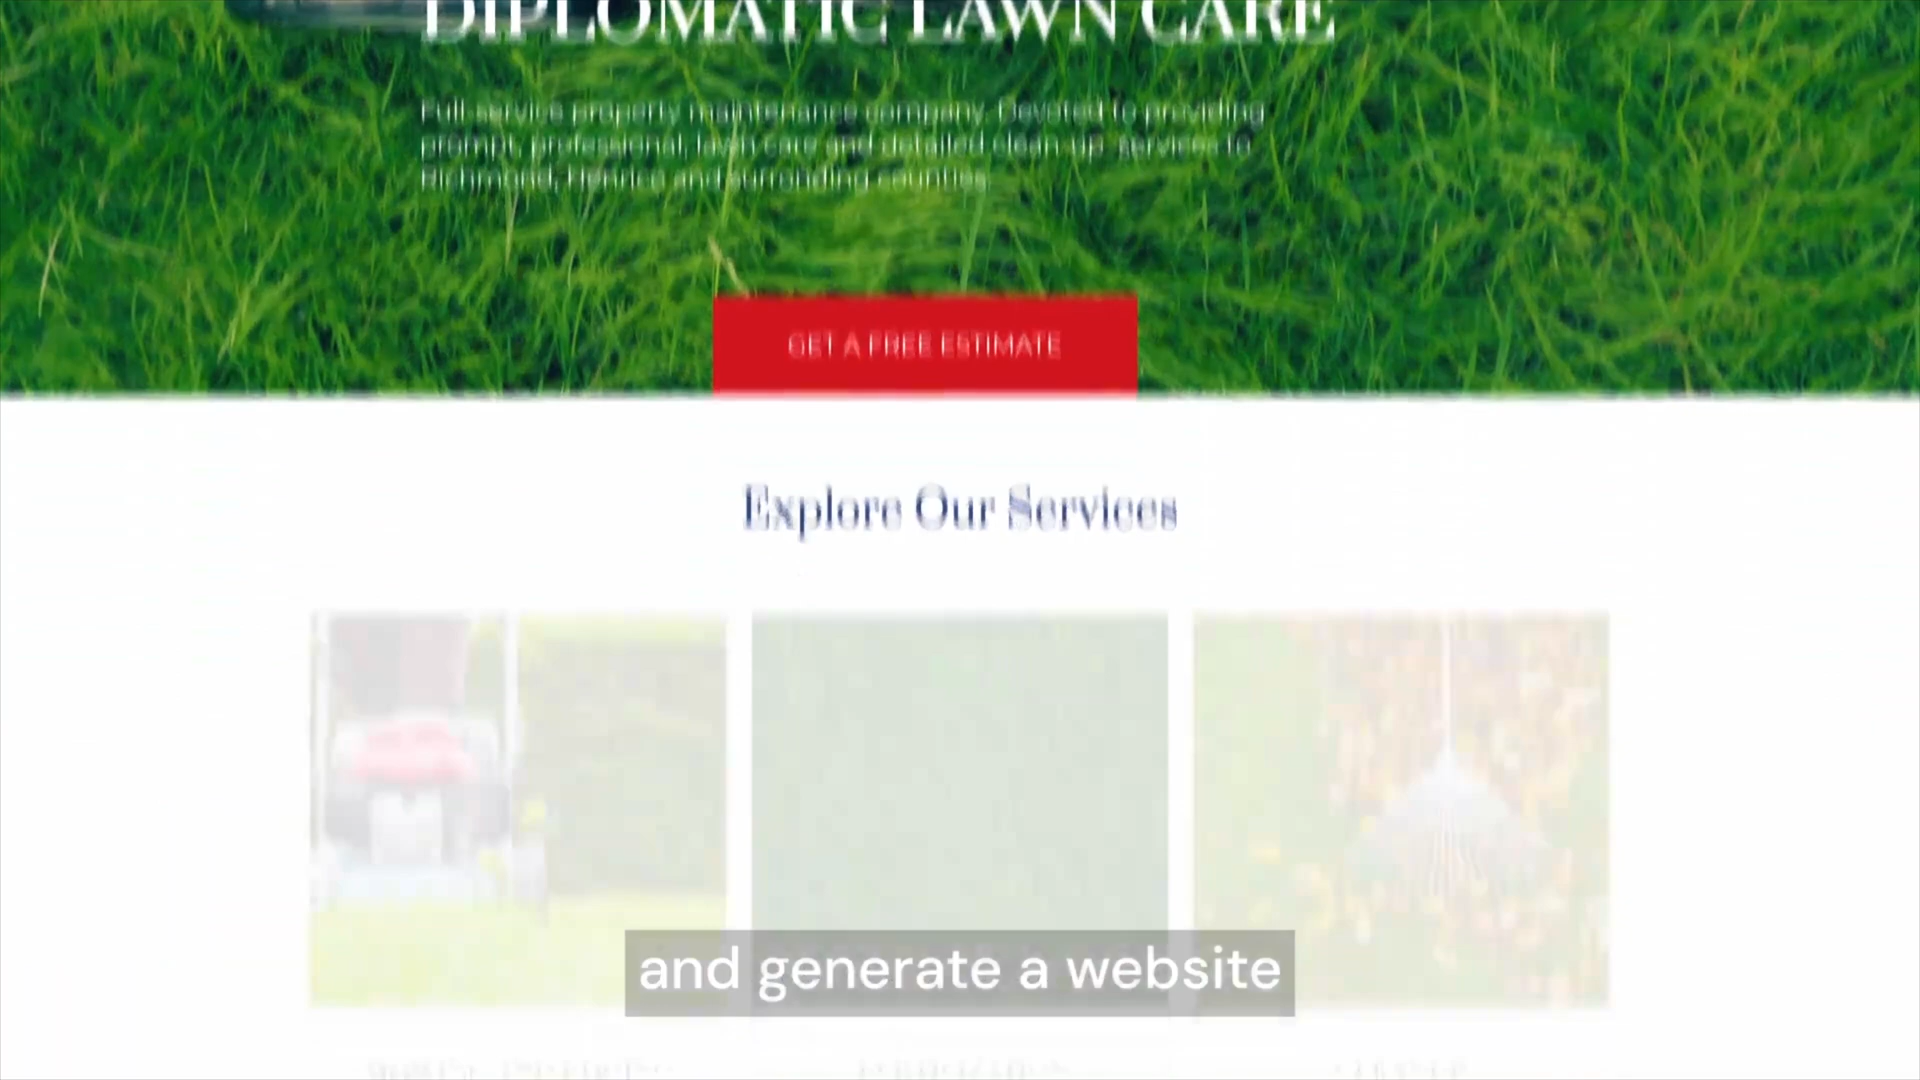 DIPLOMATIC LAWN CARE
Full-service property maintenance company. Devoted to providing
prompt, professional, lawn care and detailed clean-up services to
Richmond, Henrico and surrounding counties.
GET A FREE ESTIMATE
Explore Our Services
and generate a website